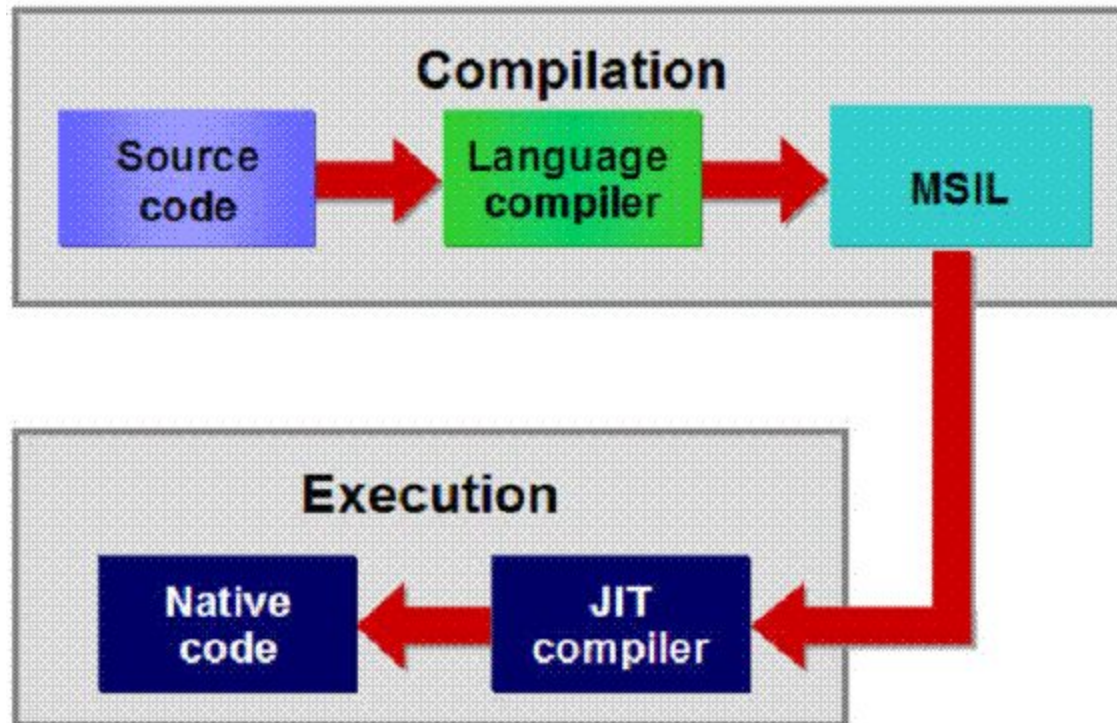 Compilation
Source
code
Language
compiler
MSIL
Execution
Native
code
JIT
compiler